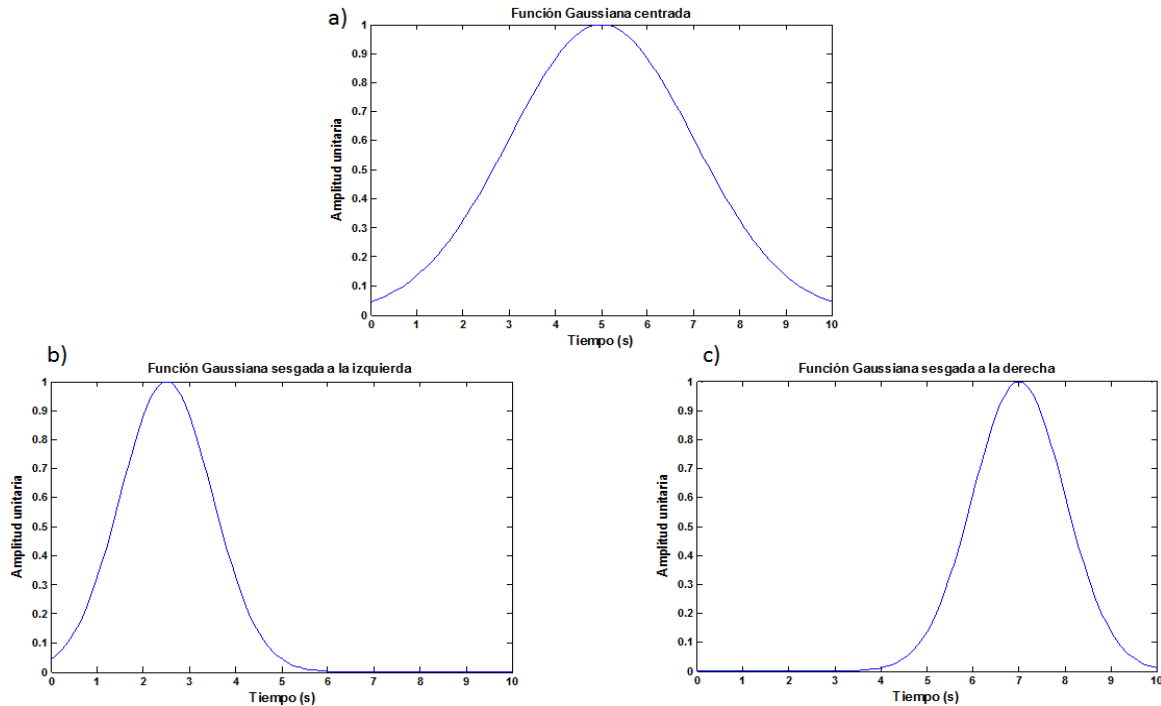 a)
Función Gaussiana centrada
Amplitud unitaria
1
0.9
0.8
0.7
0.6
0.5
0.4
0.3
0.2
0.1
0
0 1 2 3 4 5 6 7 8 9 10
Tiempo (s)
b)
Función Gaussiana sesgada a la izquierda
Amplitud unitaria
1
0.9
0.8
0.7
0.6
0.5
0.4
0.3
0.2
0.1
0
0 1 2 3 4 5 6 7 8 9 10
Tiempo (s)
c)
Función Gaussiana sesgada a la derecha
Amplitud unitaria
1
0.9
0.8
0.7
0.6
0.5
0.4
0.3
0.2
0.1
0
0 1 2 3 4 5 6 7 8 9 10
Tiempo (s)